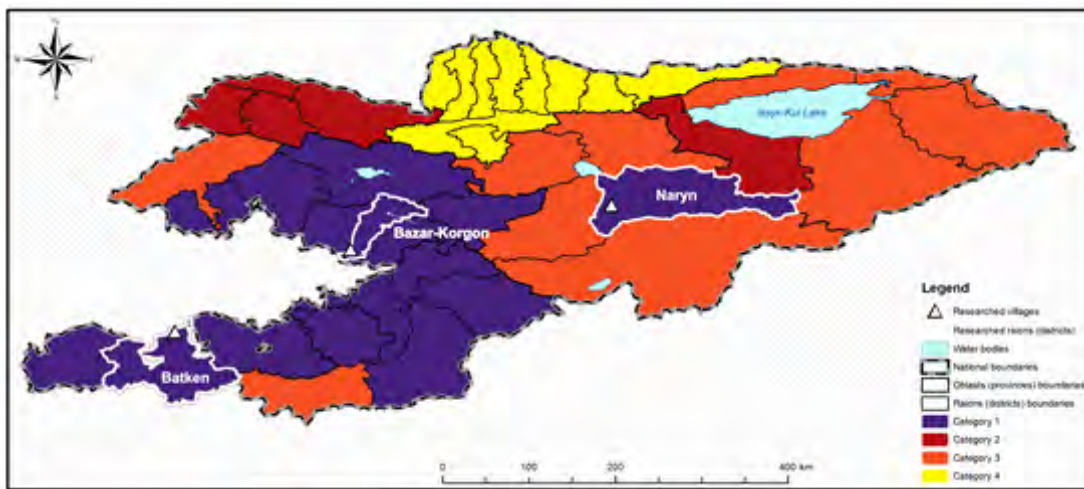 Issyk-Kul Lake
Naryn
Bazar-Korgon
Batken
Legend
Researched villages
Researched raions (districts)
Water bodies
National boundaries
Oblasts (provinces) boundaries
Raions (districts) boundaries
Category 1
Category 2
Category 3
Category 4
0 100 200 400 km